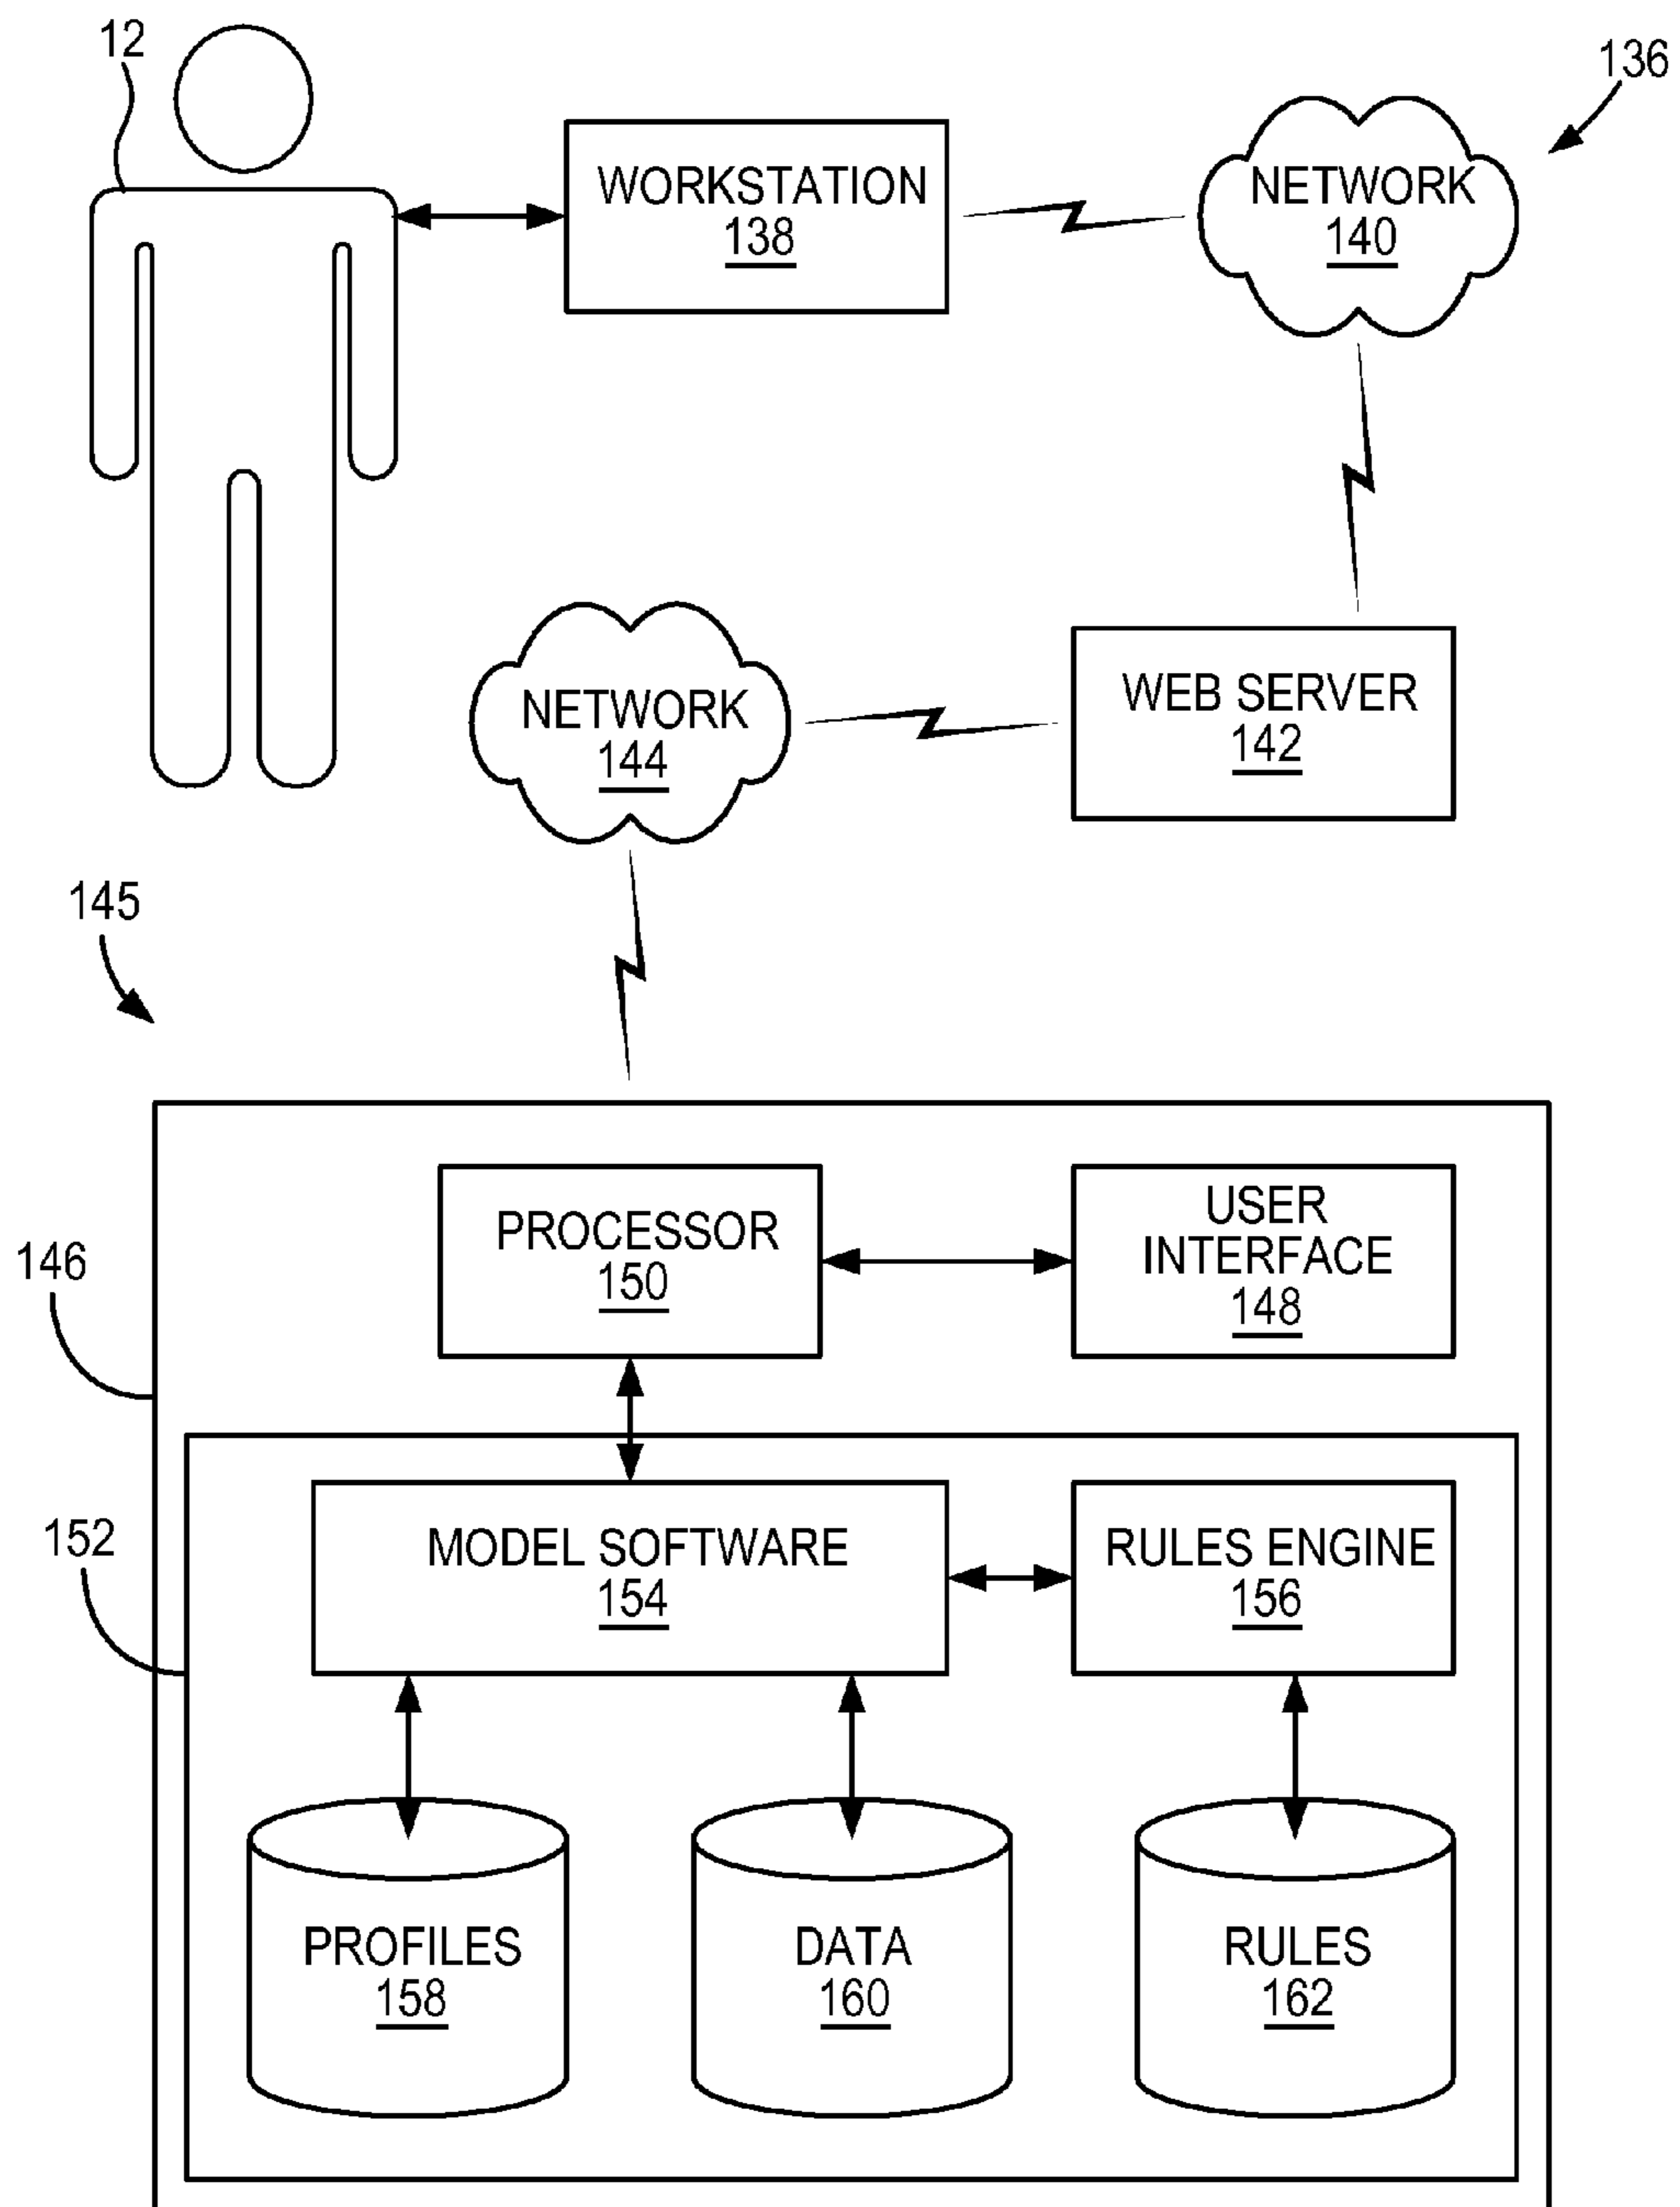 12
136
WORKSTATION
138
NETWORK
140
NETWORK
144
WEB SERVER
142
145
PROCESSOR
150
USER
INTERFACE
148
146
MODEL SOFTWARE
154
RULES ENGINE
156
152
PROFILES
158
DATA
160
RULES
162